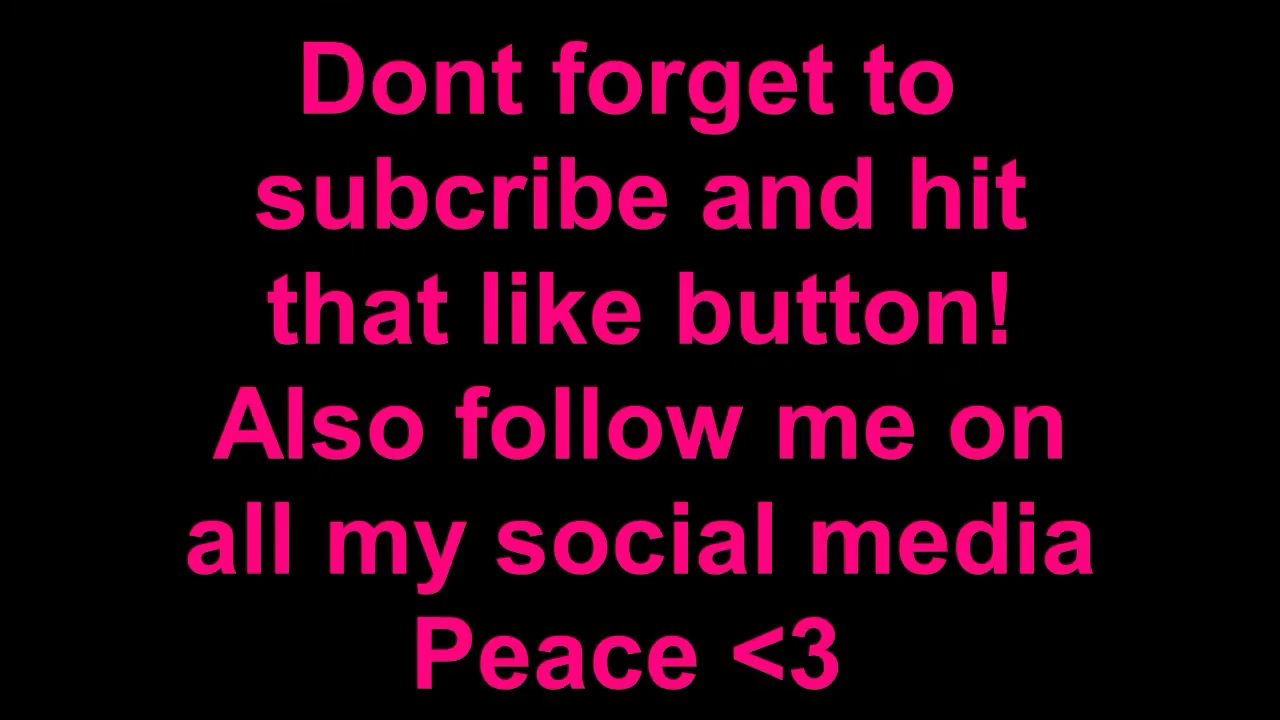 Dont forget to
subcribe and hit
that like button!
Also follow me on
all my social media
Peace <3